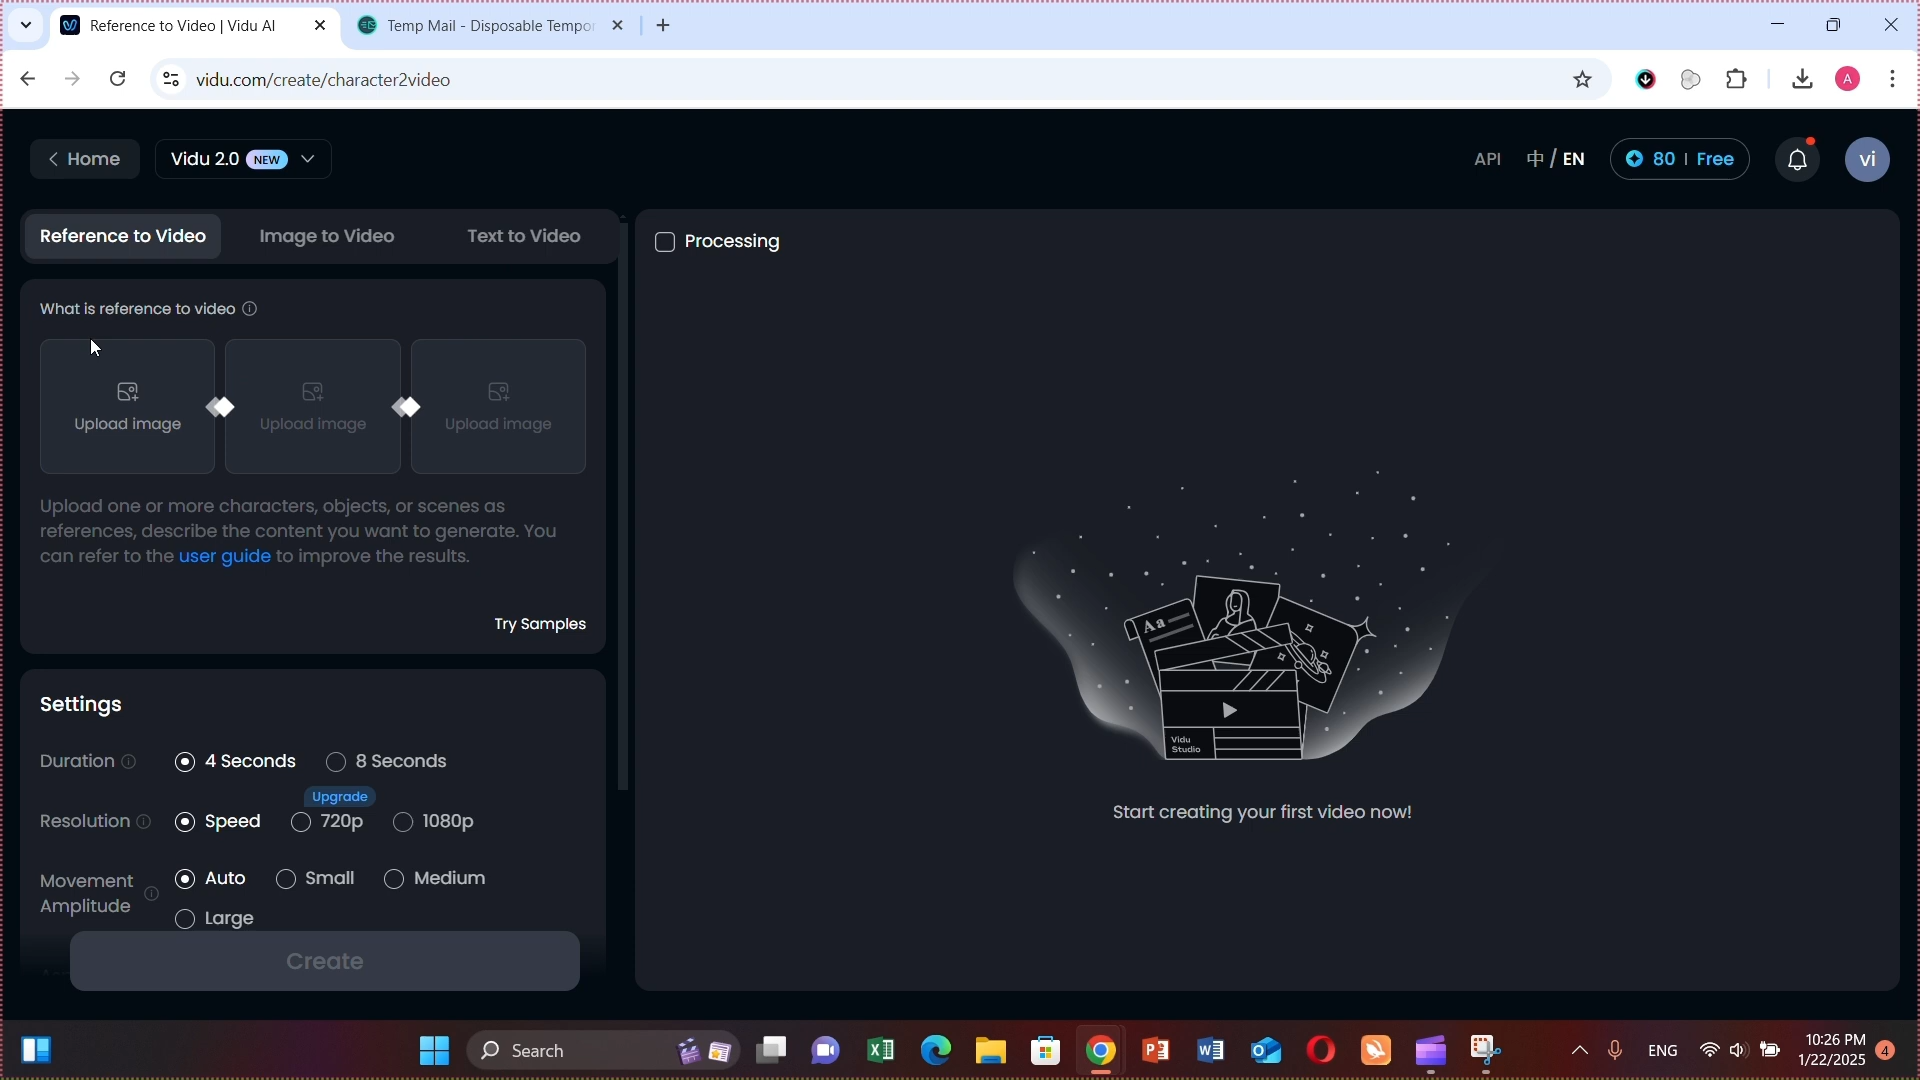 Reference to Video | Vidu AI
Temp Mail - Disposable Tempor
vidu.com/create/character2video
A
Home
Vidu 2.0 NEW
API
中 / EN
80 | Free
vi
Reference to Video
Image to Video
Text to Video
Processing
What is reference to video
Upload image
Upload image
Upload image
Upload one or more characters, objects, or scenes as
references, describe the content you want to generate. You
can refer to the user guide to improve the results.
Try Samples
Settings
Duration
4 Seconds
8 Seconds
Upgrade
Resolution
Speed
720p
1080p
Movement
Amplitude
Auto
Small
Medium
Large
Create
Aa
Vidu
Studio
Start creating your first video now!
Search
ENG
10:26 PM
1/22/2025
4